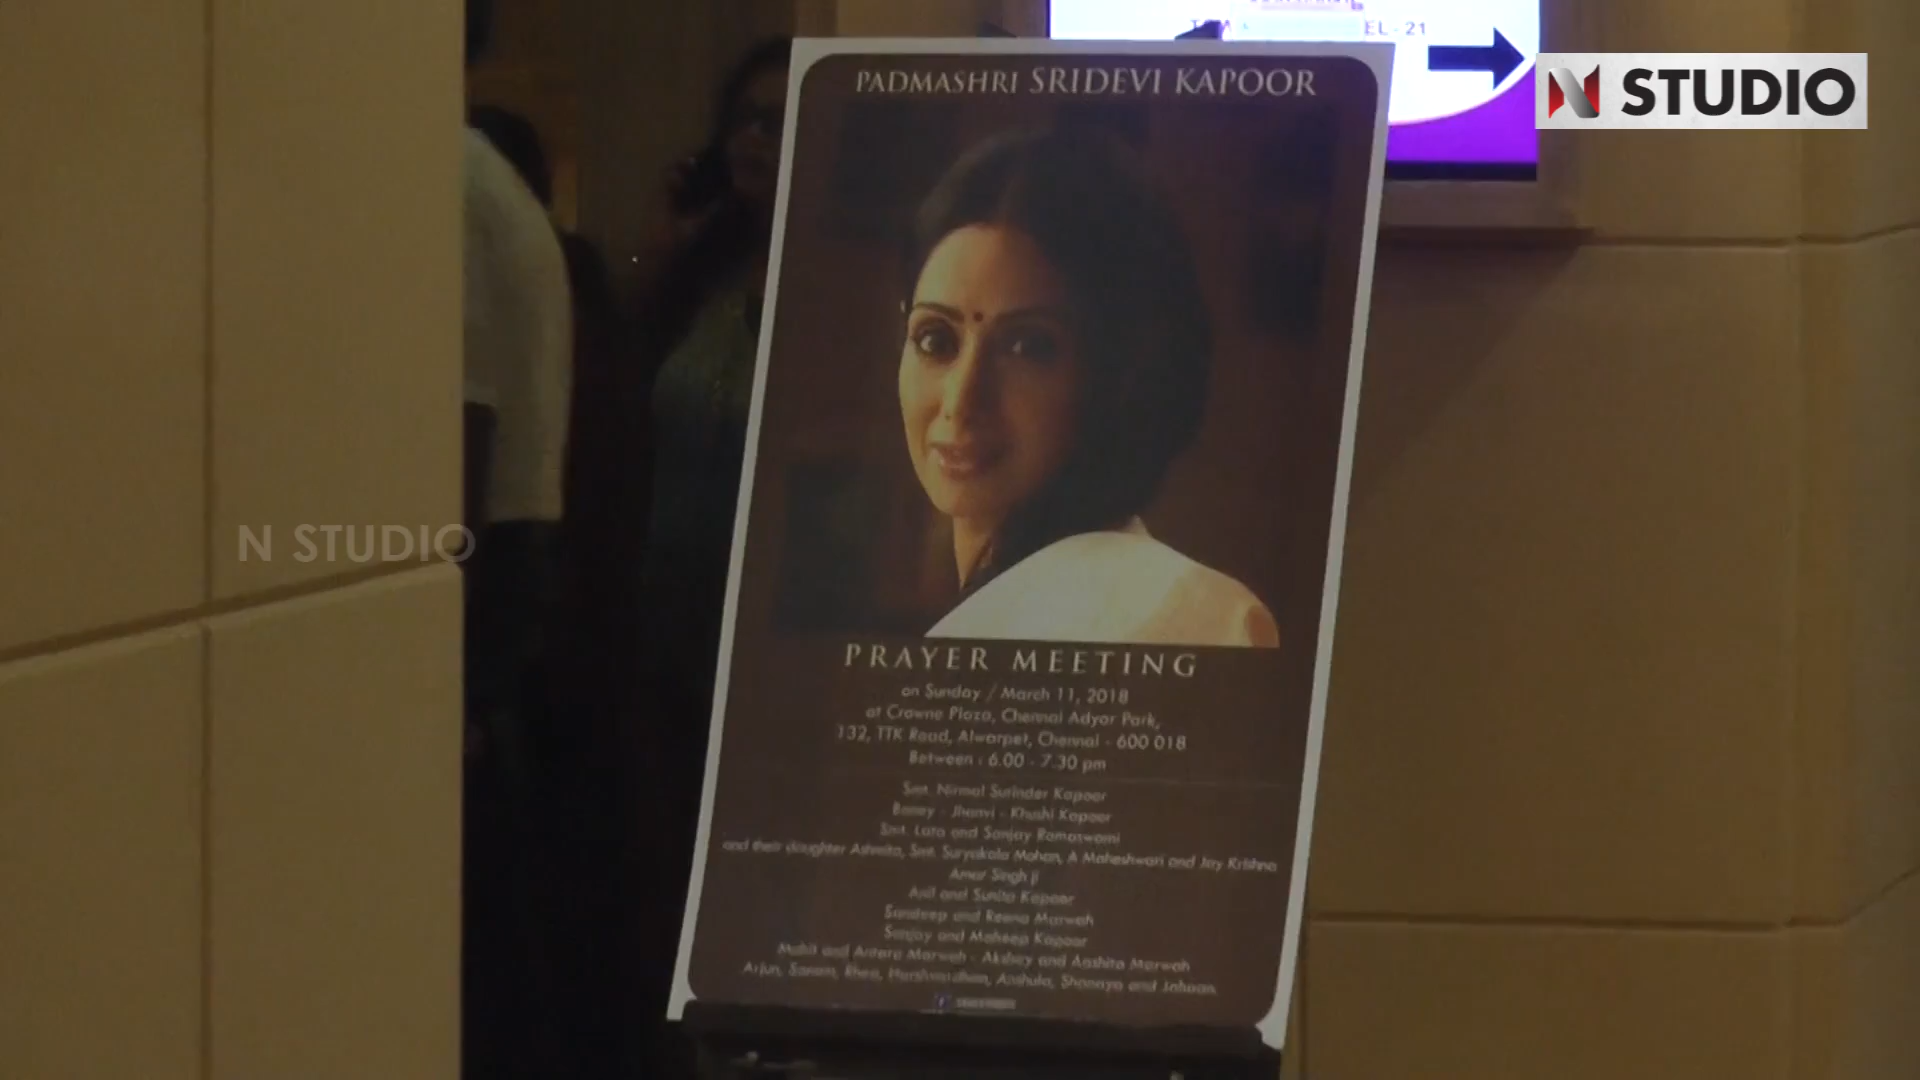 EL - 21
N STUDIO
PADMASHRI SRIDEVI KAPOOR
N STUDIO
PRAYER MEETING
on Sunday / March 11, 2018
at Crowne Plaza, Chennai Adyar Park,
132, TTK Road, Alwarpet, Chennai - 600 018
Between : 6.00 - 7.30 pm
Smt. Nirmal Surinder Kapoor
Boney - Jhanvi - Khushi Kapoor
Smt. Lata and Sanjay Ramaswami
and their daughter Ashmita, Smt. Suryakala Mohan, A Maheshwari and Jay Krishna
Amar Singh ji
Anil and Sunita Kapoor
Sandeep and Reena Marwah
Sanjay and Maheep Kapoor
Mohit and Antara Marwah - Akshay and Aashita Marwah
Arjun, Sonam, Rhea, Harshvardhan, Anshula, Shanaya and Jahaan.